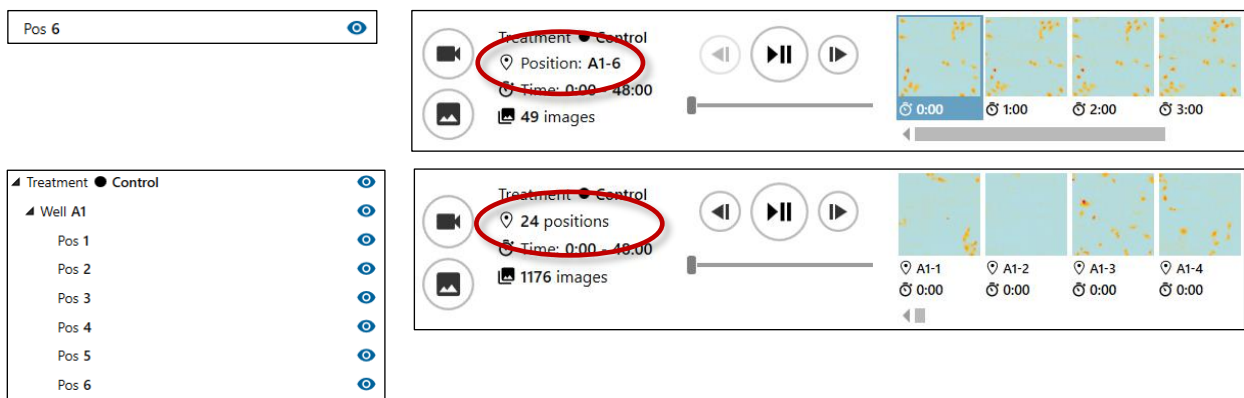 Pos 6
Treatment ● Control
Position: A1-6
Time: 0:00 - 48:00
49 images
0:00 1:00 2:00 3:00
Treatment ● Control
Well A1
Pos 1
Pos 2
Pos 3
Pos 4
Pos 5
Pos 6
Treatment ● Control
24 positions
Time: 0:00 - 48:00
1176 images
A1-1 A1-2 A1-3 A1-4
0:00 0:00 0:00 0:00